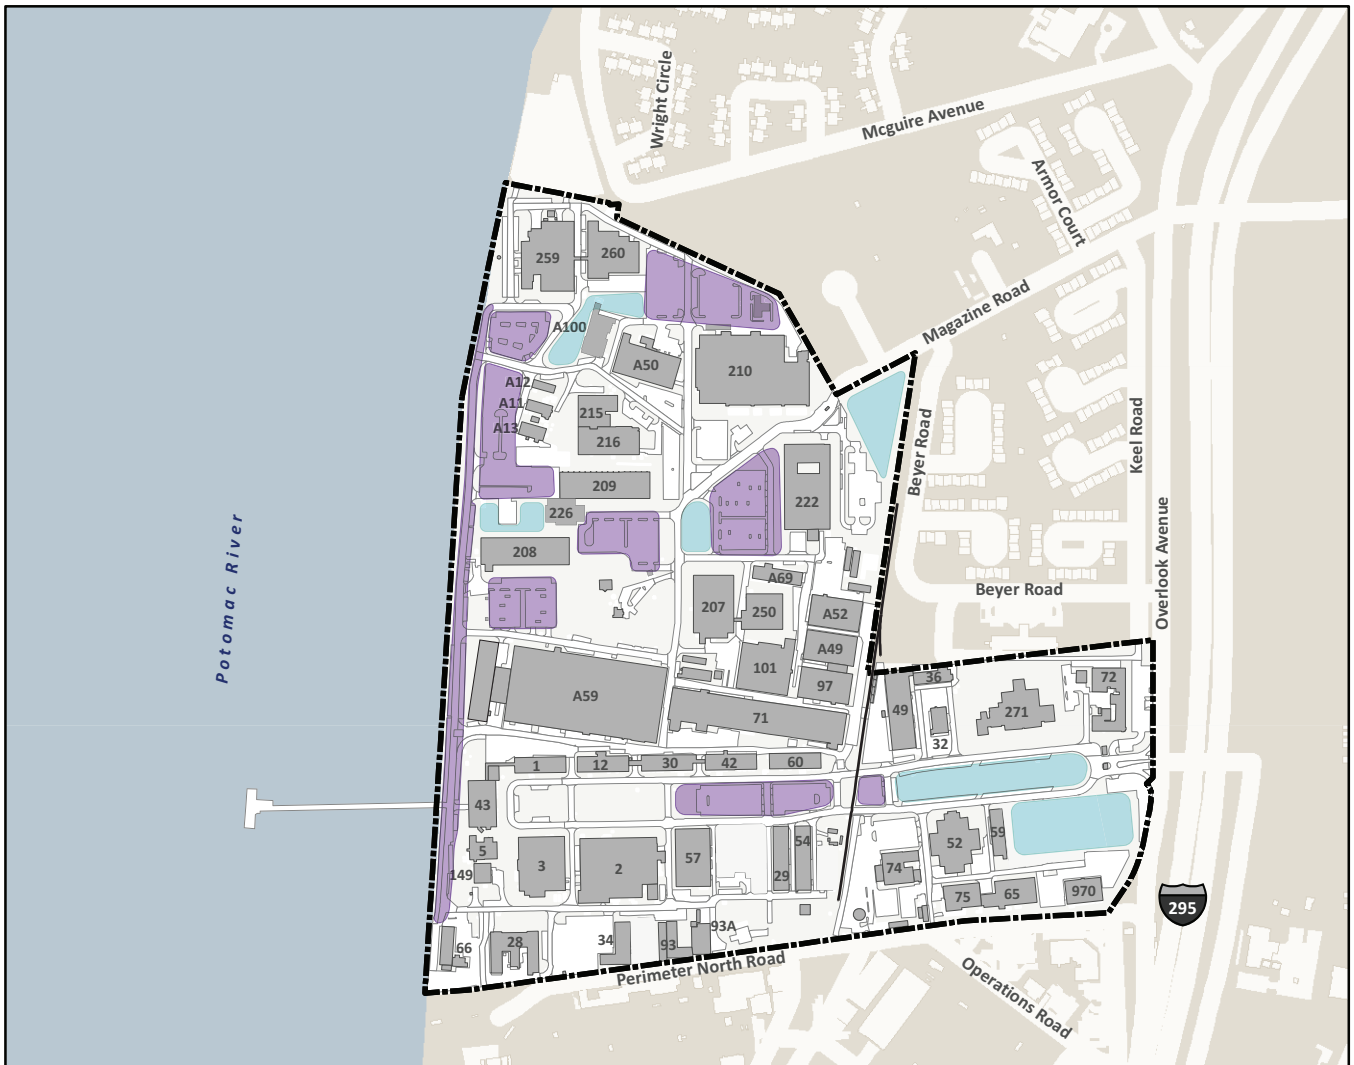 Wright Circle
Mcguire Avenue
Armor Court
Magazine Road
Beyer Road
Keel Road
Overlook Avenue
Beyer Road
Potomac River
Perimeter North Road
Operations Road
295
259
260
A100
A50
210
A12
A11
A13
215
216
209
226
222
208
A69
207
250
A52
A49
101
97
A59
71
36
49
32
271
72
1
12
30
42
60
43
5
149
3
2
57
29
54
52
59
74
75
65
970
66
28
34
93
93A